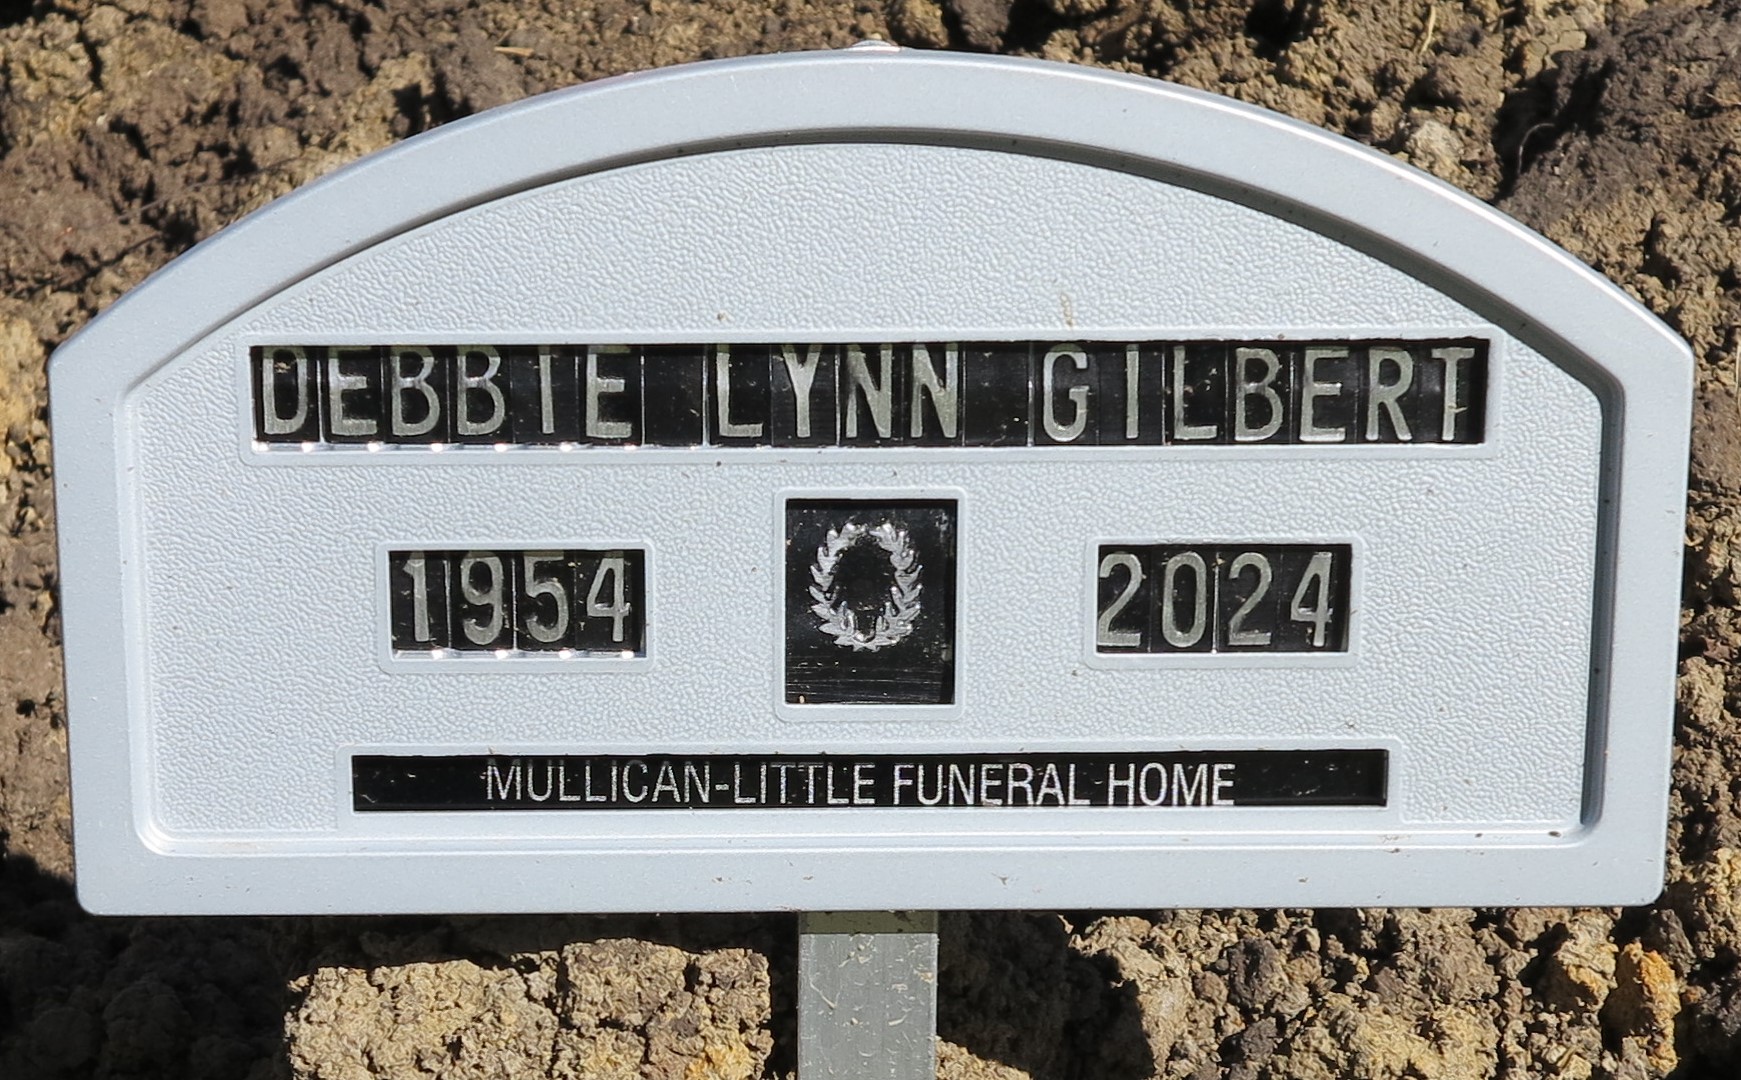 DEBBIE LYNN GILBERT
1954 2024
MULLICAN-LITTLE FUNERAL HOME